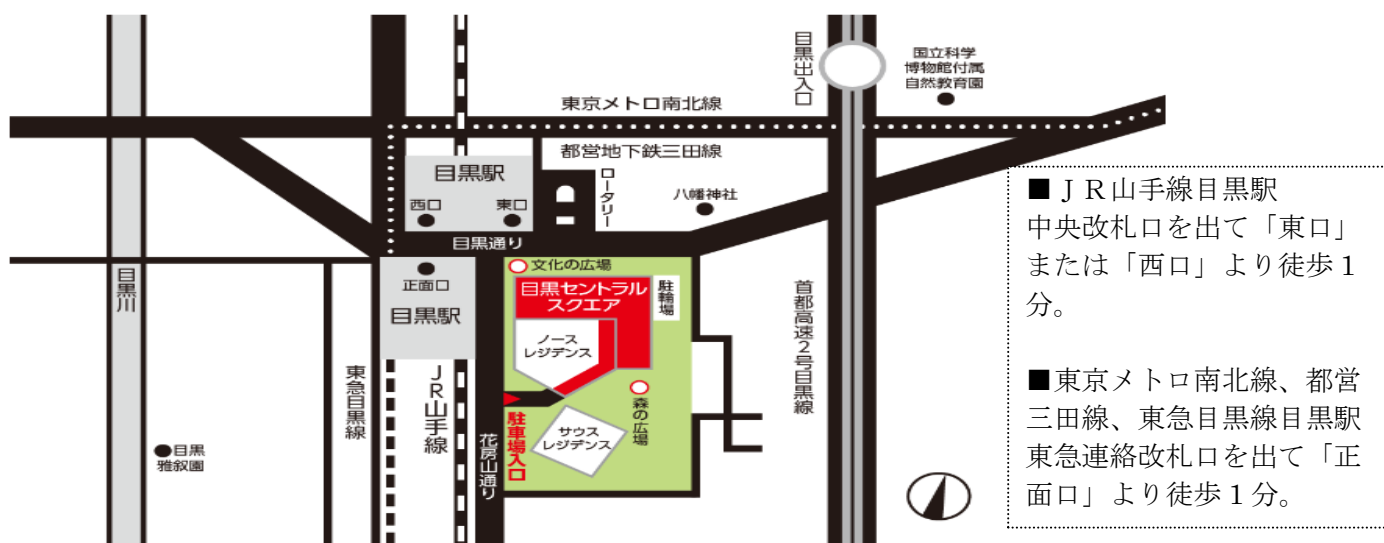 目黒出入口
国立科学
博物館付属
自然教育園
東京メトロ南北線
都営地下鉄三田線
目黒駅
西口
東口
ロータリー
八幡神社
目黒通り
目黒川
正面口
目黒駅
文化の広場
目黒セントラル
スクエア
駐輪場
ノース
レジデンス
首都高速2号目黒線
東急目黒線
JR山手線
花房山通り
駐車場入口
サウス
レジデンス
森の広場
目黒
雅叙園
■ＪＲ山手線目黒駅
中央改札口を出て「東口」
または「西口」より徒歩1
分。
■東京メトロ南北線、都営
三田線、東急目黒線目黒駅
東急連絡改札口を出て「正
面口」より徒歩1分。